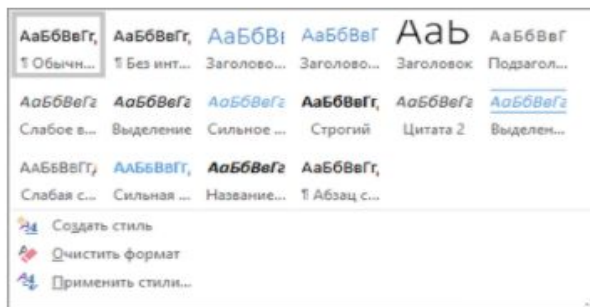 АаБбВвГг, АаБбВвГг, АаБбВі АаБбВвГ АаЬ АаБбВвГ
¶ Обычн... ¶ Без инт... Заголово... Заголово... Заголовок Подзагол...
АаБбВвГг АаБбВвГг АаБбВвГг АаБбВвГг, АаБбВвГг АаБбВвГг
Слабое в... Выделение Сильное ... Строгий Цитата 2 Выделен...
ААБбВвГг, ААБбВвГг, АаБбВвГг АаБбВвГг,
Слабая с... Сильная ... Название... ¶ Абзац с...
Создать стиль
Очистить формат
Применить стили...